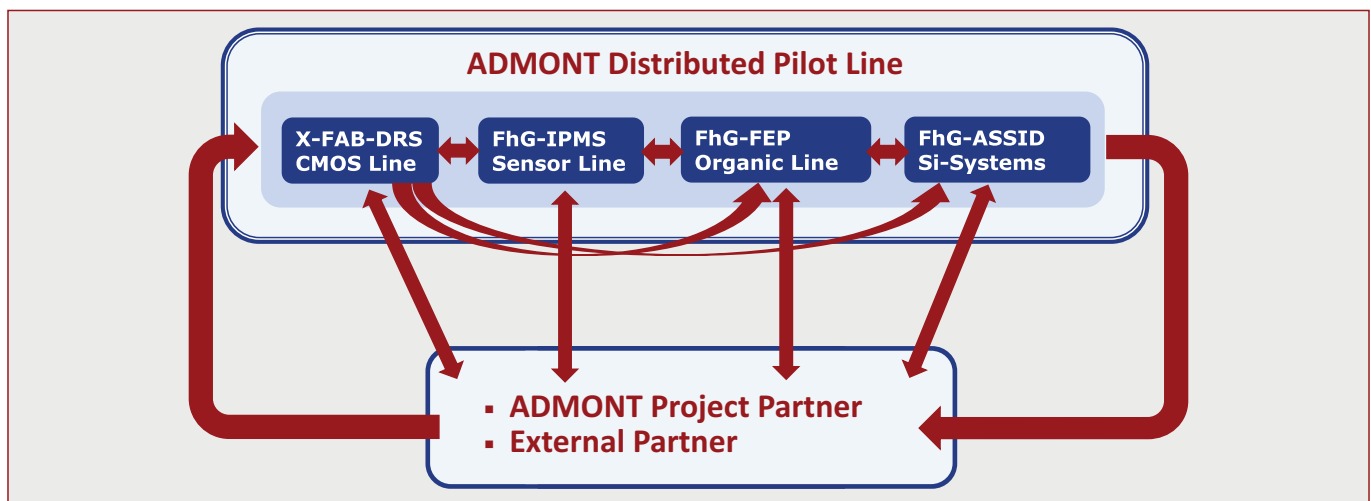 ADMONT Distributed Pilot Line
X-FAB-DRS
CMOS Line
FhG-IPMS
Sensor Line
FhG-FEP
Organic Line
FhG-ASSID
Si-Systems
▪ ADMONT Project Partner
▪ External Partner